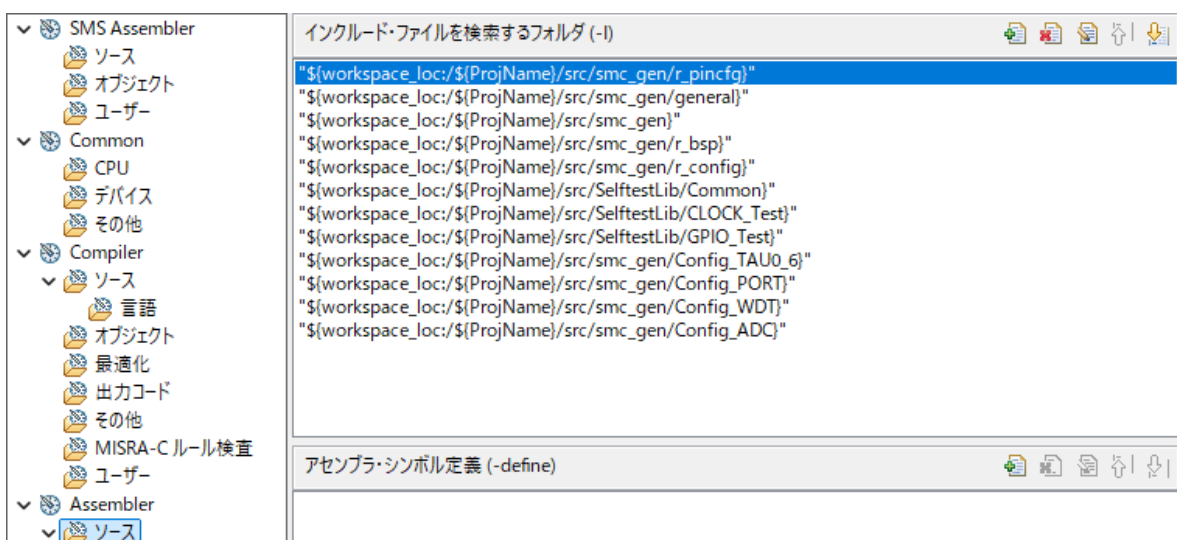 SMS Assembler
ソース
オブジェクト
ユーザー
Common
CPU
デバイス
その他
Compiler
ソース
言語
オブジェクト
最適化
出力コード
その他
MISRA-C ルール検査
ユーザー
Assembler
ソース
インクルード・ファイルを検索するフォルダ (-I)
"${workspace_loc:/${ProjName}/src/smc_gen/r_pincfg}"
"${workspace_loc:/${ProjName}/src/smc_gen/general}"
"${workspace_loc:/${ProjName}/src/smc_gen}"
"${workspace_loc:/${ProjName}/src/smc_gen/r_bsp}"
"${workspace_loc:/${ProjName}/src/smc_gen/r_config}"
"${workspace_loc:/${ProjName}/src/SelftestLib/Common}"
"${workspace_loc:/${ProjName}/src/SelftestLib/CLOCK_Test}"
"${workspace_loc:/${ProjName}/src/SelftestLib/GPIO_Test}"
"${workspace_loc:/${ProjName}/src/smc_gen/Config_TAU0_6}"
"${workspace_loc:/${ProjName}/src/smc_gen/Config_PORT}"
"${workspace_loc:/${ProjName}/src/smc_gen/Config_WDT}"
"${workspace_loc:/${ProjName}/src/smc_gen/Config_ADC}"
アセンブラ・シンボル定義 (-define)